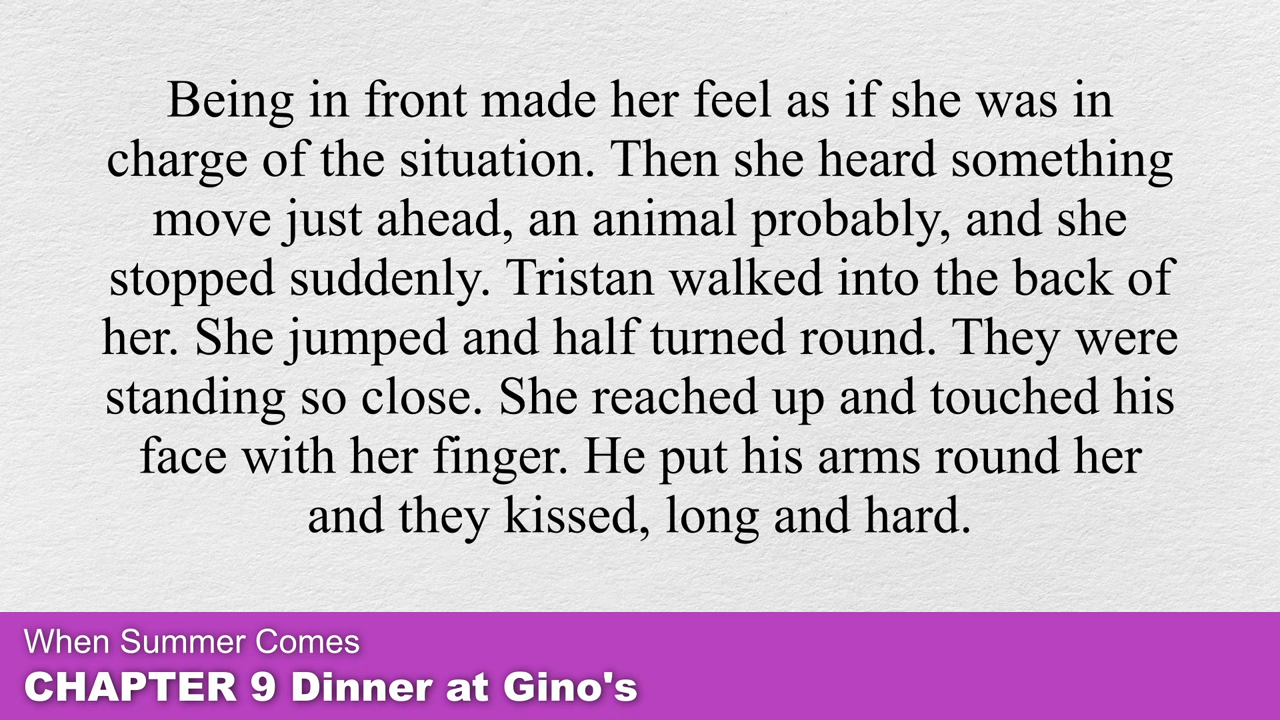 Being in front made her feel as if she was in
charge of the situation. Then she heard something
move just ahead, an animal probably, and she
stopped suddenly. Tristan walked into the back of
her. She jumped and half turned round. They were
standing so close. She reached up and touched his
face with her finger. He put his arms round her
and they kissed, long and hard.
When Summer Comes
CHAPTER 9 Dinner at Gino's